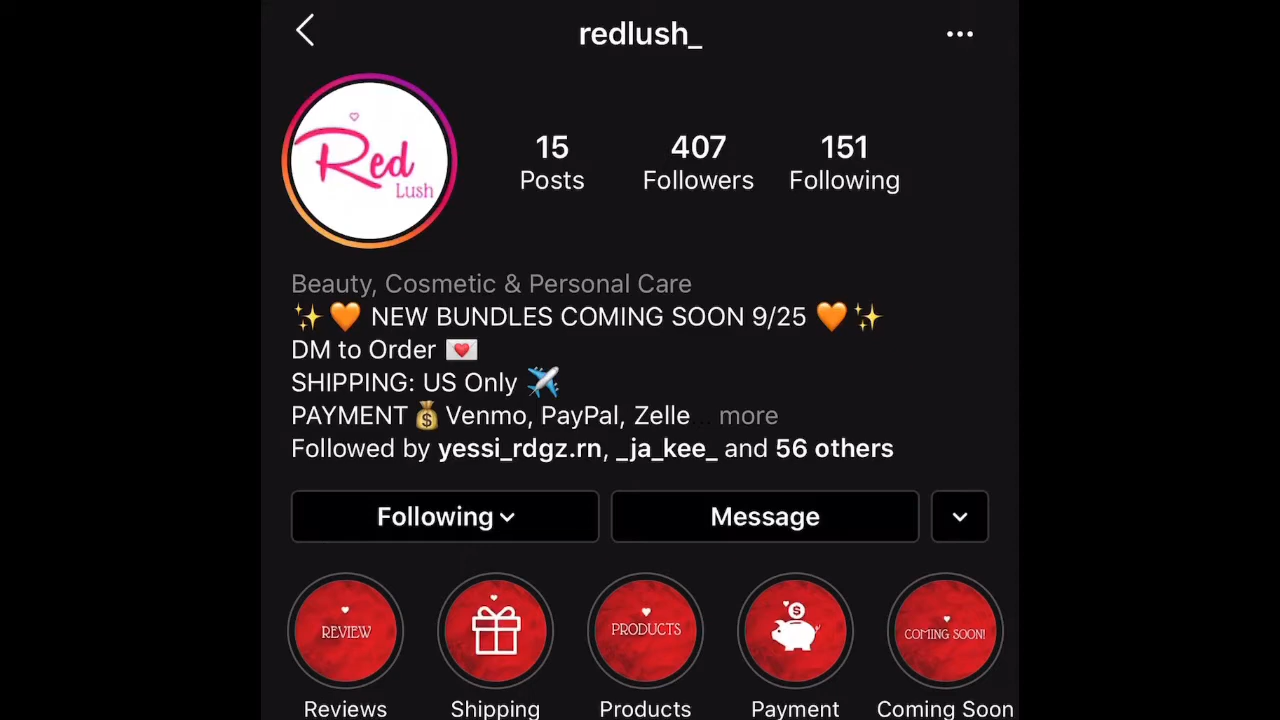 redlush_
Red
Lush
15 407 151
Posts Followers Following
Beauty, Cosmetic & Personal Care
✨🧡 NEW BUNDLES COMING SOON 9/25 🧡✨
DM to Order 💌
SHIPPING: US Only ✈️
PAYMENT 💰 Venmo, PayPal, Zelle... more
Followed by yessi_rdgz.rn, _ja_kee_ and 56 others
Following Message
REVIEW PRODUCTS $ COMING SOON!
Reviews Shipping Products Payment Coming Soon